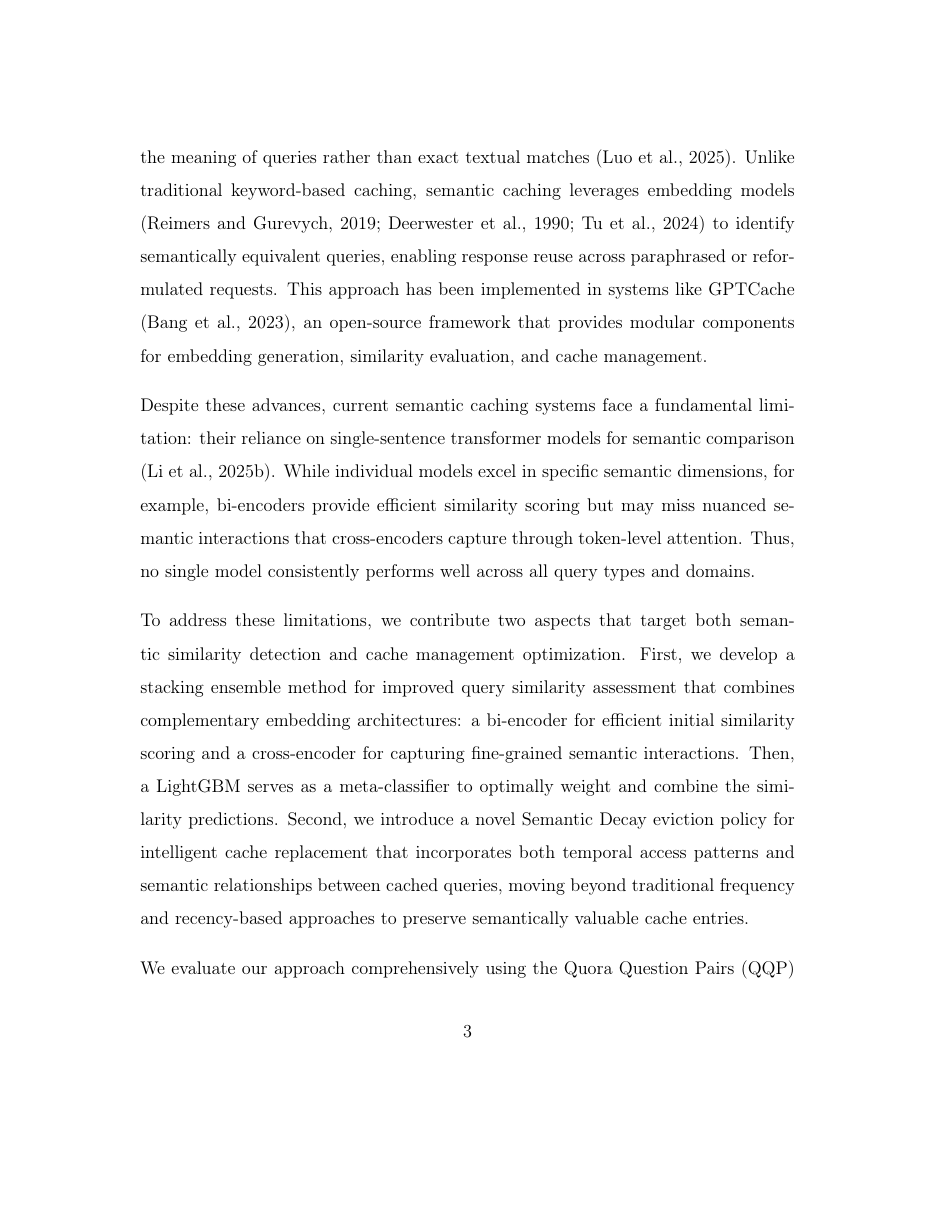 the meaning of queries rather than exact textual matches (Luo et al., 2025). Unlike
traditional keyword-based caching, semantic caching leverages embedding models
(Reimers and Gurevych, 2019; Deerwester et al., 1990; Tu et al., 2024) to identify
semantically equivalent queries, enabling response reuse across paraphrased or refor-
mulated requests. This approach has been implemented in systems like GPTCache
(Bang et al., 2023), an open-source framework that provides modular components
for embedding generation, similarity evaluation, and cache management.
Despite these advances, current semantic caching systems face a fundamental limi-
tation: their reliance on single-sentence transformer models for semantic comparison
(Li et al., 2025b). While individual models excel in specific semantic dimensions, for
example, bi-encoders provide efficient similarity scoring but may miss nuanced se-
mantic interactions that cross-encoders capture through token-level attention. Thus,
no single model consistently performs well across all query types and domains.
To address these limitations, we contribute two aspects that target both seman-
tic similarity detection and cache management optimization. First, we develop a
stacking ensemble method for improved query similarity assessment that combines
complementary embedding architectures: a bi-encoder for efficient initial similarity
scoring and a cross-encoder for capturing fine-grained semantic interactions. Then,
a LightGBM serves as a meta-classifier to optimally weight and combine the simi-
larity predictions. Second, we introduce a novel Semantic Decay eviction policy for
intelligent cache replacement that incorporates both temporal access patterns and
semantic relationships between cached queries, moving beyond traditional frequency
and recency-based approaches to preserve semantically valuable cache entries.
We evaluate our approach comprehensively using the Quora Question Pairs (QQP)
3